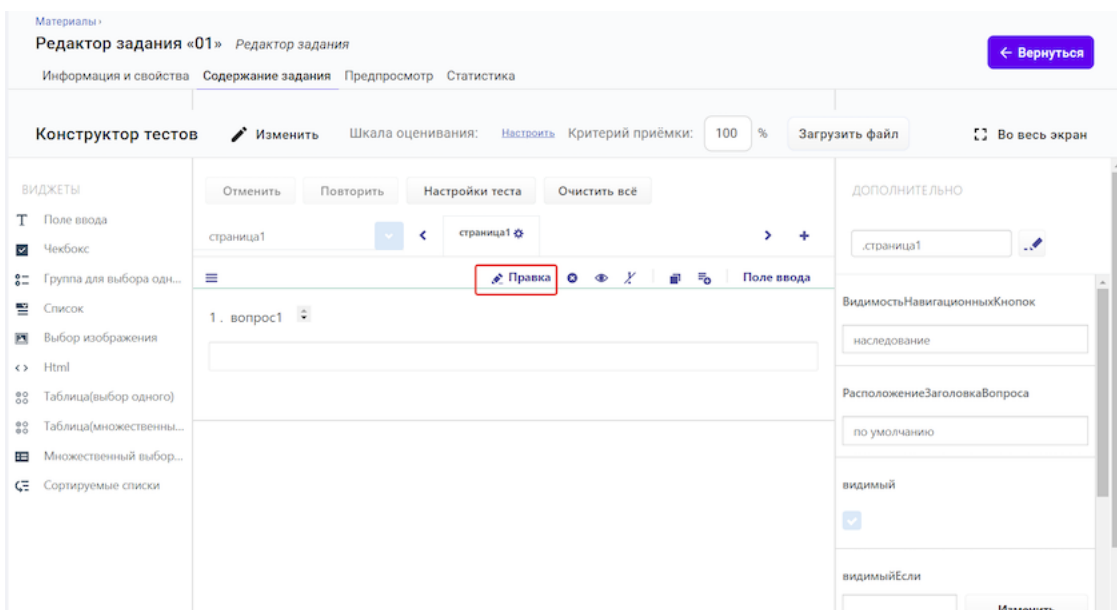 Материалы ›
Редактор задания «01» Редактор задания
← Вернуться
Информация и свойства Содержание задания Предпросмотр Статистика
Конструктор тестов Изменить Шкала оценивания: Настроить Критерий приёмки: 100 % Загрузить файл Во весь экран
ВИДЖЕТЫ
Поле ввода
Чекбокс
Группа для выбора одн...
Список
Выбор изображения
Html
Таблица(выбор одного)
Таблица(множественны...
Множественный выбор...
Сортируемые списки
Отменить Повторить Настройки теста Очистить всё
страница1 страница1
Правка Поле ввода
1. вопрос1
ДОПОЛНИТЕЛЬНО
.страница1
ВидимостьНавигационныхКнопок
наследование
РасположениеЗаголовкаВопроса
по умолчанию
видимый
видимыйЕсли
Изменить